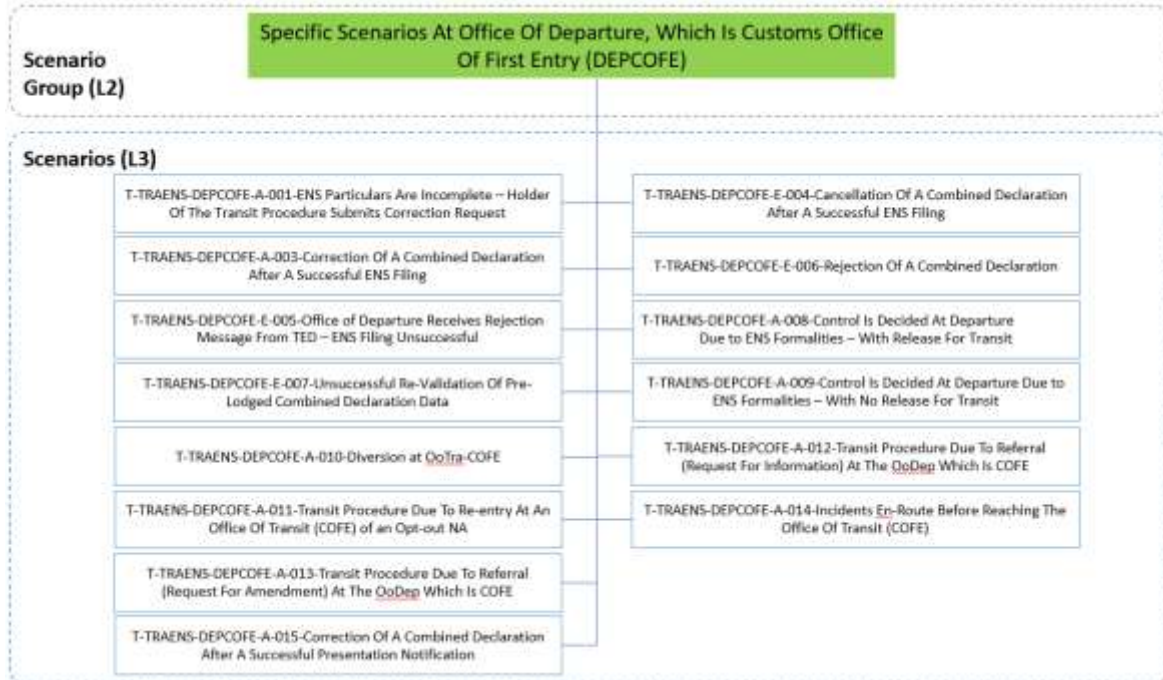 Specific Scenarios At Office Of Departure, Which Is Customs Office
Of First Entry (DEPCOFE)
Scenario
Group (L2)
Scenarios (L3)
T-TRAENS-DEPCOFE-A-001-ENS Particulars Are Incomplete – Holder
Of The Transit Procedure Submits Correction Request
T-TRAENS-DEPCOFE-E-004-Cancellation Of A Combined Declaration
After A Successful ENS Filing
T-TRAENS-DEPCOFE-A-003-Correction Of A Combined Declaration
After A Successful ENS Filing
T-TRAENS-DEPCOFE-E-006-Rejection Of A Combined Declaration
T-TRAENS-DEPCOFE-E-005-Office of Departure Receives Rejection
Message From TED – ENS Filing Unsuccessful
T-TRAENS-DEPCOFE-A-008-Control Is Decided At Departure
Due to ENS Formalities – With Release For Transit
T-TRAENS-DEPCOFE-E-007-Unsuccessful Re-Validation Of Pre-
Lodged Combined Declaration Data
T-TRAENS-DEPCOFE-A-009-Control Is Decided At Departure Due to
ENS Formalities – With No Release For Transit
T-TRAENS-DEPCOFE-A-010-Diversion at OoTra-COFE
T-TRAENS-DEPCOFE-A-012-Transit Procedure Due To Referral
(Request For Information) At The OoDep Which Is COFE
T-TRAENS-DEPCOFE-A-011-Transit Procedure Due To Re-entry At An
Office Of Transit (COFE) of an Opt-out NA
T-TRAENS-DEPCOFE-A-014-Incidents En-Route Before Reaching The
Office Of Transit (COFE)
T-TRAENS-DEPCOFE-A-013-Transit Procedure Due To Referral
(Request For Amendment) At The OoDep Which Is COFE
T-TRAENS-DEPCOFE-A-015-Correction Of A Combined Declaration
After A Successful Presentation Notification